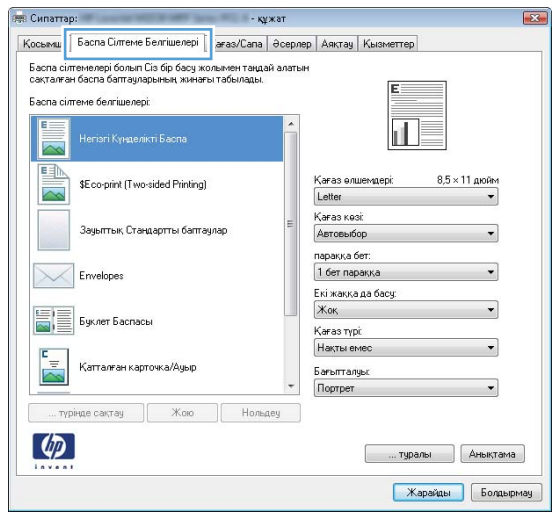 Сипаттар: - құжат
Қосымш
Баспа Сілтеме Белгішелері
ағаз/Сапа
Әсерлер
Аяқтау
Қызметтер
Баспа сілтемелері болып Сіз бір басу жолымен таңдай алатын
сақталған баспа баптауларының жинағы табылады.
Баспа сілтеме белгішелері:
Негізгі Күнделікті Баспа
$Eco-print (Two-sided Printing)
Зауыттық Стандартты баптаулар
Envelopes
Буклет Баспасы
Қатталған карточка/Ауыр
... түрінде сақтау
Жою
Нольдеу
E
Қағаз өлшемдері: 8,5 × 11 дюйм
Letter
Қағаз көзі:
Автовыбор
параққа бет:
1 бет параққа
Екі жаққа да басу:
Жоқ
Қағаз түрі:
Нақты емес
Бағытталуы:
Портрет
hp
invent
... туралы
Анықтама
Жарайды
Болдырмау